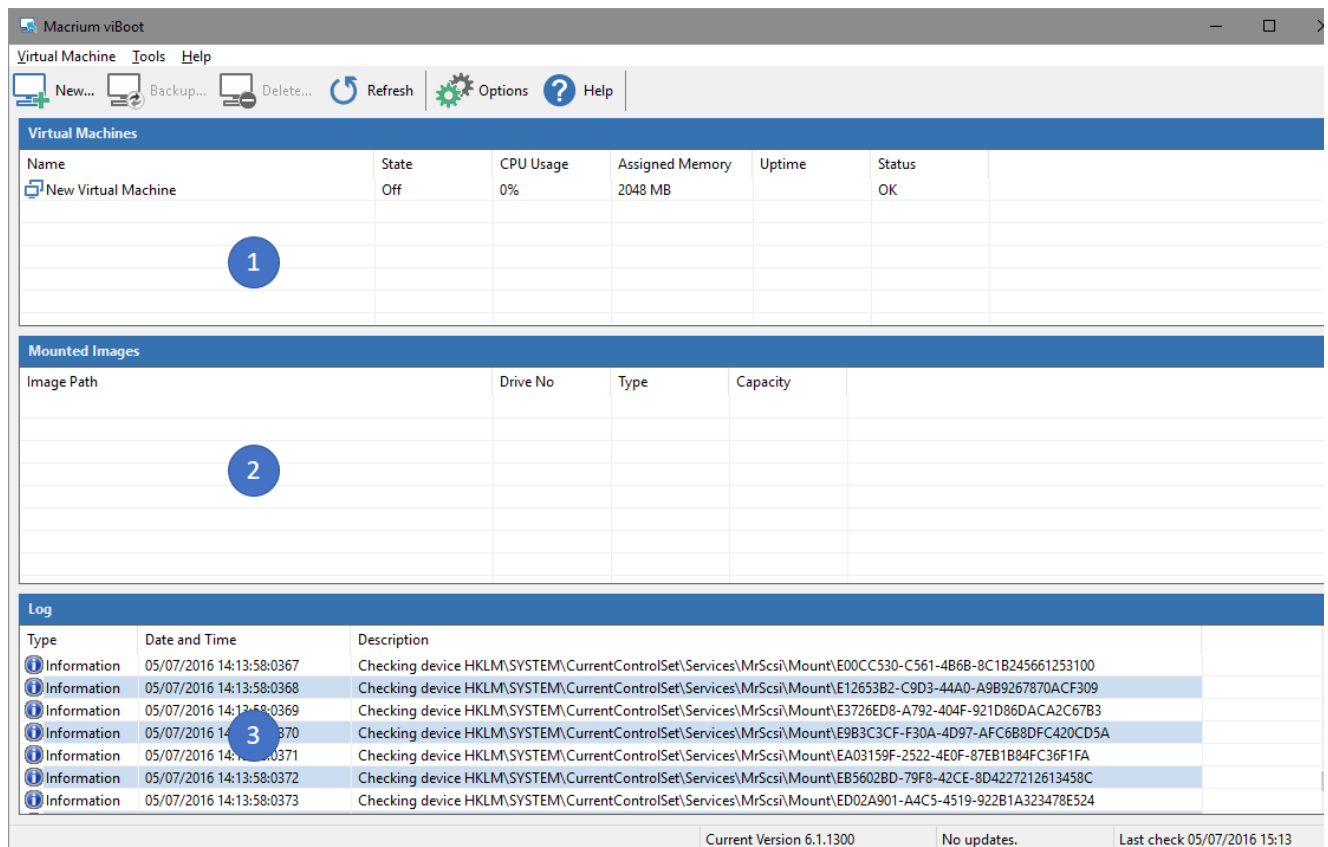 Macrium viBoot
Virtual Machine Tools Help
New... Backup... Delete... Refresh Options Help
Virtual Machines
Name State CPU Usage Assigned Memory Uptime Status
New Virtual Machine Off 0% 2048 MB OK
1
Mounted Images
Image Path Drive No Type Capacity
2
Log
Type Date and Time Description
Information 05/07/2016 14:13:58:0367 Checking device HKLM\SYSTEM\CurrentControlSet\Services\MrScsi\Mount\E00CC530-C561-4B6B-8C1B245661253100
Information 05/07/2016 14:13:58:0368 Checking device HKLM\SYSTEM\CurrentControlSet\Services\MrScsi\Mount\E12653B2-C9D3-44A0-A9B9267870ACF309
Information 05/07/2016 14:13:58:0369 Checking device HKLM\SYSTEM\CurrentControlSet\Services\MrScsi\Mount\E3726ED8-A792-404F-921D86DACA2C67B3
Information 05/07/2016 3 Checking device HKLM\SYSTEM\CurrentControlSet\Services\MrScsi\Mount\E9B3C3CF-F30A-4D97-AFC6B8DFC420CD5A
Information 05/07/2016 Checking device HKLM\SYSTEM\CurrentControlSet\Services\MrScsi\Mount\EA03159F-2522-4E0F-87EB1B84FC36F1FA
Information 05/07/2016 14:13:58:0372 Checking device HKLM\SYSTEM\CurrentControlSet\Services\MrScsi\Mount\EB5602BD-79F8-42CE-8D4227212613458C
Information 05/07/2016 14:13:58:0373 Checking device HKLM\SYSTEM\CurrentControlSet\Services\MrScsi\Mount\ED02A901-A4C5-4519-922B1A323478E524
Current Version 6.1.1300 No updates. Last check 05/07/2016 15:13